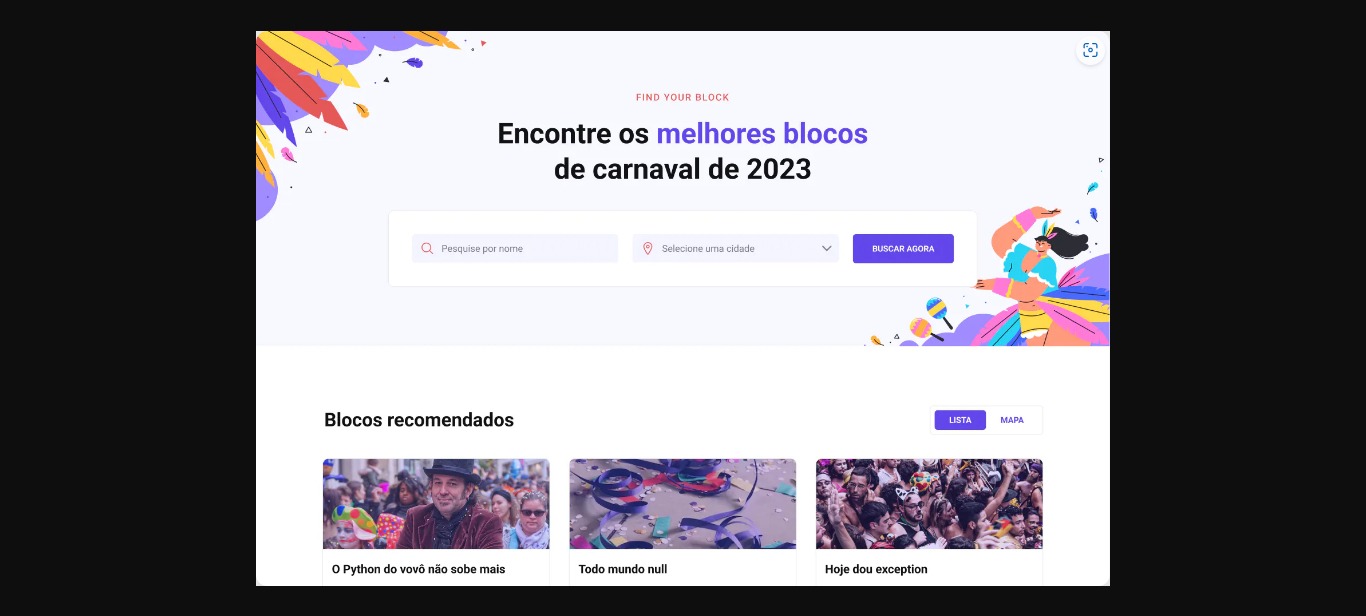 FIND YOUR BLOCK
Encontre os melhores blocos
de carnaval de 2023
Pesquise por nome
Selecione uma cidade
BUSCAR AGORA
Blocos recomendados
LISTA
MAPA
O Python do vovô não sobe mais
Todo mundo null
Hoje dou exception